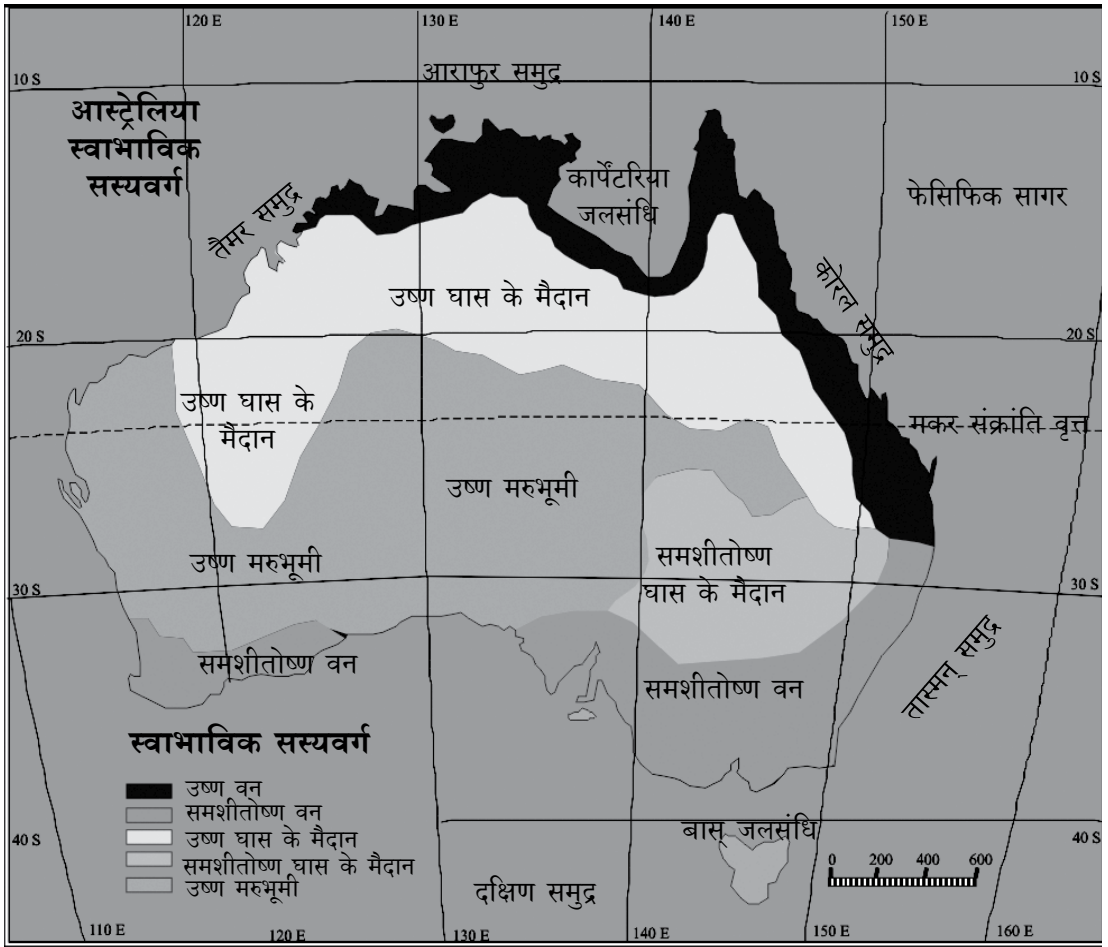 120 E
130 E
140 E
150 E
10 S
10 S
आराफुर समुद्र
आस्ट्रेलिया
स्वाभाविक
सस्यवर्ग
कार्पेंटरिया
जलसंधि
फेसिफिक सागर
तैमर समुद्र
कोरल समुद्र
उष्ण घास के मैदान
20 S
20 S
उष्ण घास के
मैदान
मकर संक्रांति वृत्त
उष्ण मरुभूमी
उष्ण मरुभूमी
समशीतोष्ण
घास के मैदान
30 S
30 S
समशीतोष्ण वन
समशीतोष्ण वन
तास्मन् समुद्र
स्वाभाविक सस्यवर्ग
उष्ण वन
समशीतोष्ण वन
उष्ण घास के मैदान
समशीतोष्ण घास के मैदान
उष्ण मरुभूमी
40 S
40 S
बास् जलसंधि
0 200 400 600
दक्षिण समुद्र
110 E
120 E
130 E
140 E
150 E
160 E